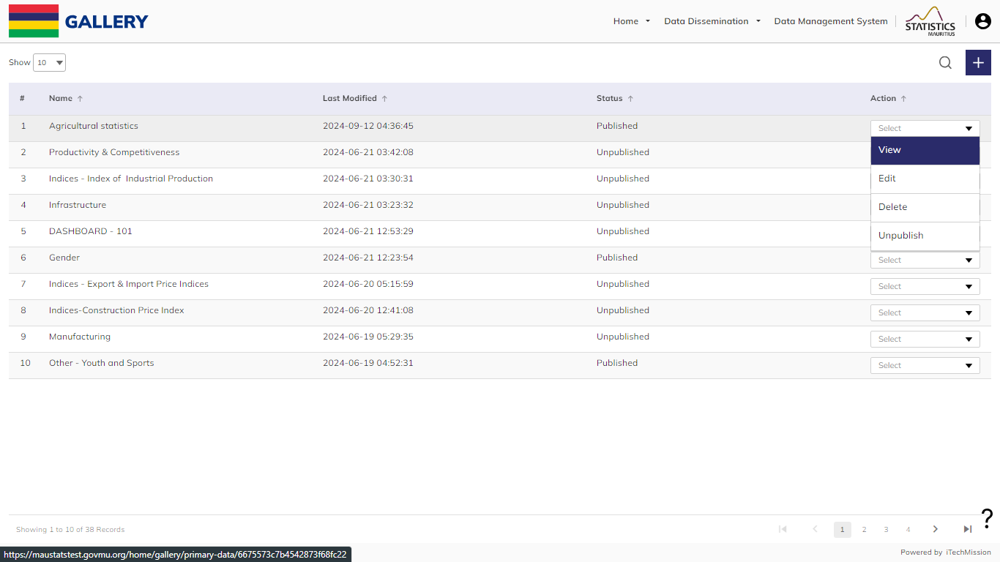 GALLERY
Home Data Dissemination Data Management System STATISTICS MAURITIUS
Show 10
# Name Last Modified Status Action
1 Agricultural statistics 2024-09-12 04:36:45 Published Select
2 Productivity & Competitiveness 2024-06-21 03:42:08 Unpublished View
3 Indices - Index of Industrial Production 2024-06-21 03:30:31 Unpublished Edit
4 Infrastructure 2024-06-21 03:23:32 Unpublished Delete
5 DASHBOARD - 101 2024-06-21 12:53:29 Unpublished Unpublish
6 Gender 2024-06-21 12:23:54 Published Select
7 Indices - Export & Import Price Indices 2024-06-20 05:15:59 Unpublished Select
8 Indices-Construction Price Index 2024-06-20 12:41:08 Unpublished Select
9 Manufacturing 2024-06-19 05:29:35 Unpublished Select
10 Other - Youth and Sports 2024-06-19 04:52:31 Published Select
Showing 1 to 10 of 38 Records 1 2 3 4 ?
https://maustatstest.govmu.org/home/gallery/primary-data/6675573c7b4542873f68fc22 Powered by iTechMission